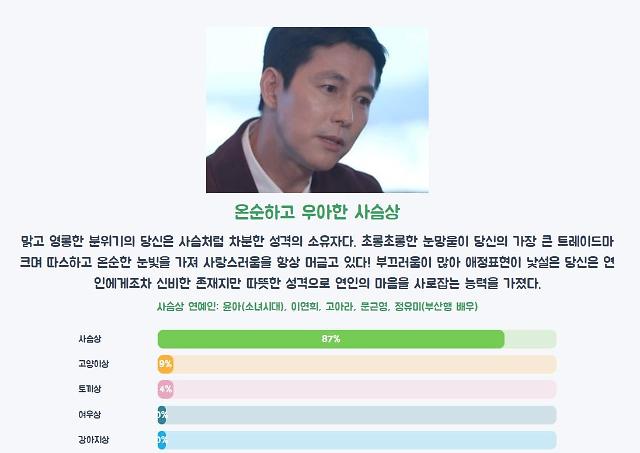 온순하고 우아한 사슴상
맑고 영롱한 분위기의 당신은 사슴처럼 차분한 성격의 소유자다. 초롱초롱한 눈망울이 당신의 가장 큰 트레이드마
크며 따스하고 온순한 눈빛을 가져 사랑스러움을 항상 머금고 있다! 부끄러움이 많아 애정표현이 낯설은 당신은 연
인에게조차 신비한 존재지만 따뜻한 성격으로 연인의 마음을 사로잡는 능력을 가졌다.
사슴상 연예인: 윤아(소녀시대), 이연희, 고아라, 문근영, 정유미(부산행 배우)
사슴상 87%
고양이상 9%
토끼상 4%
여우상 0%
강아지상 0%